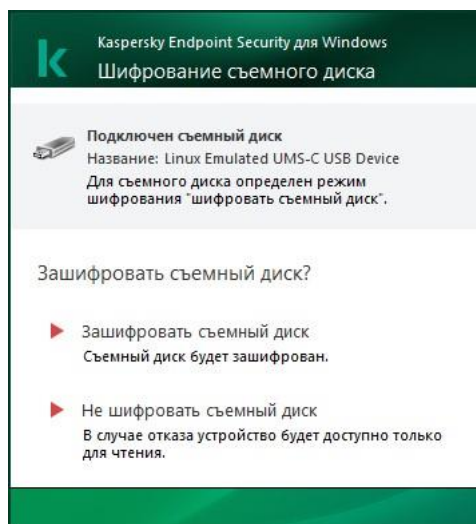 Kaspersky Endpoint Security для Windows
Шифрование съемного диска
Подключен съемный диск
Название: Linux Emulated UMS-C USB Device
Для съемного диска определен режим
шифрования "шифровать съемный диск".
Зашифровать съемный диск?
Зашифровать съемный диск
Съемный диск будет зашифрован.
Не шифровать съемный диск
В случае отказа устройство будет доступно только
для чтения.